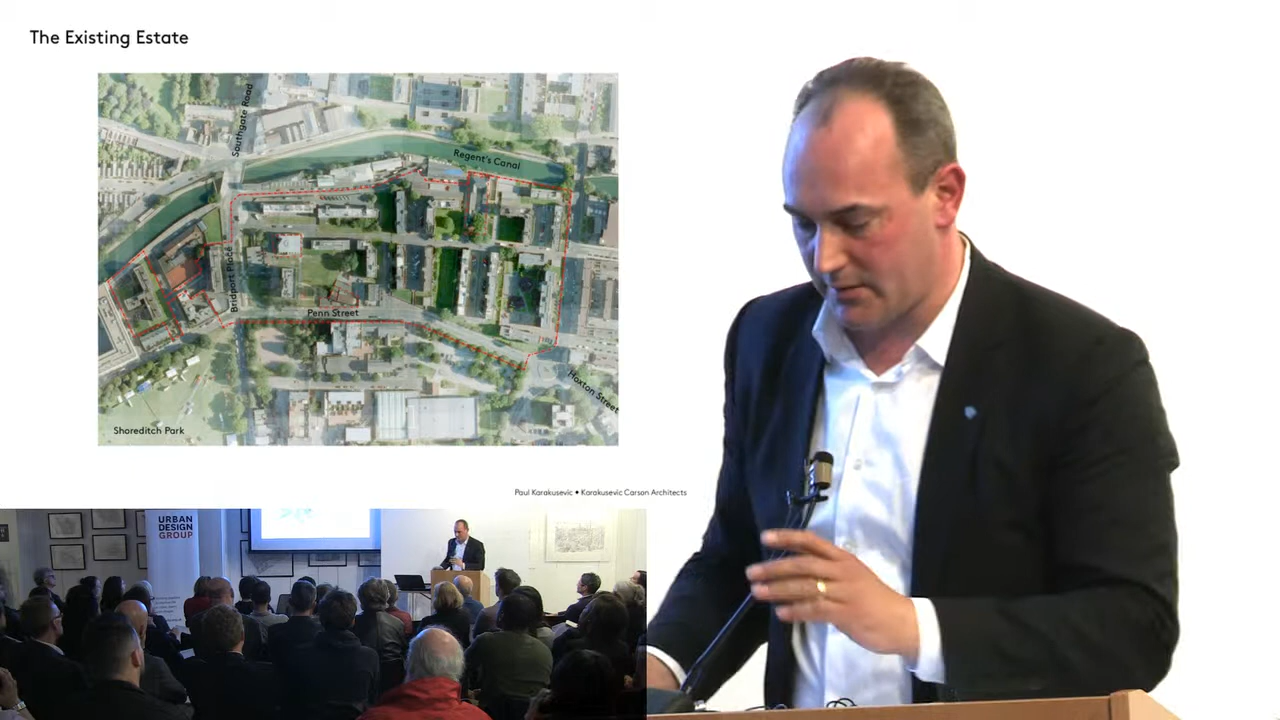 The Existing Estate
Southgate Road
Regent's Canal
Bridport Place
Penn Street
Hoxton Street
Shoreditch Park
Paul Karakusevic • Karakusevic Carson Architects
URBAN
DESIGN
GROUP